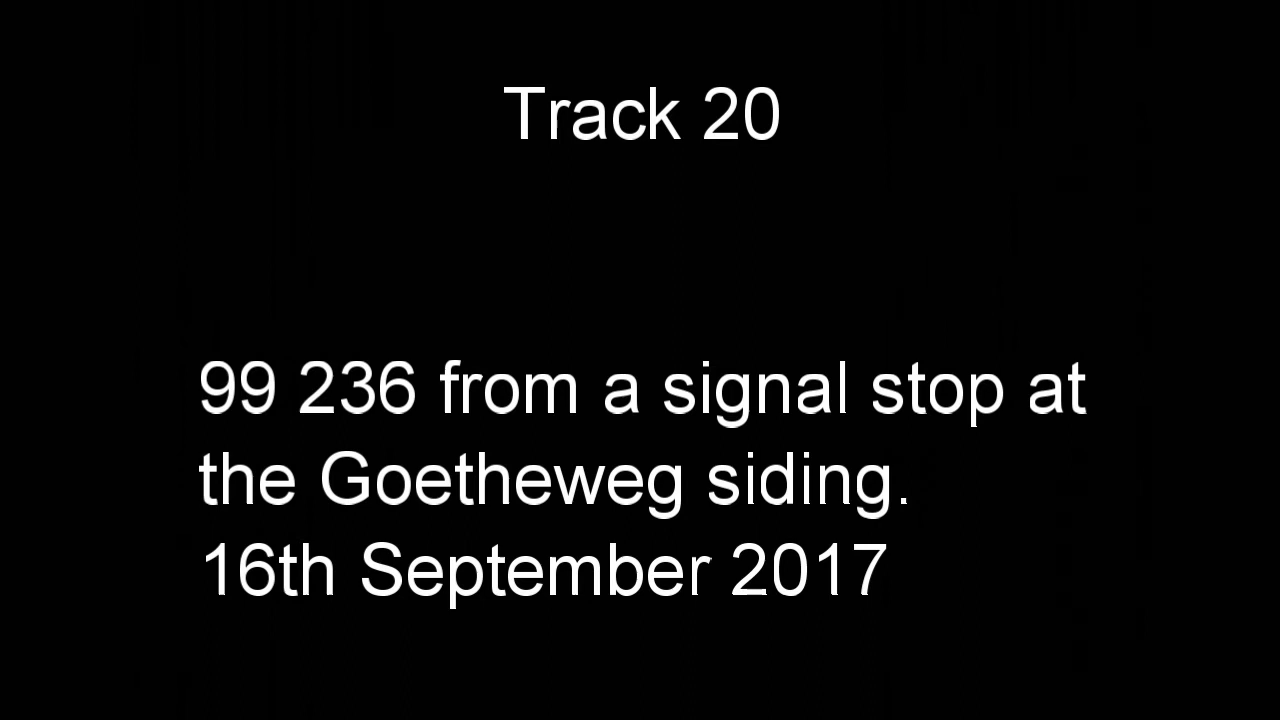 Track 20
99 236 from a signal stop at
the Goetheweg siding.
16th September 2017